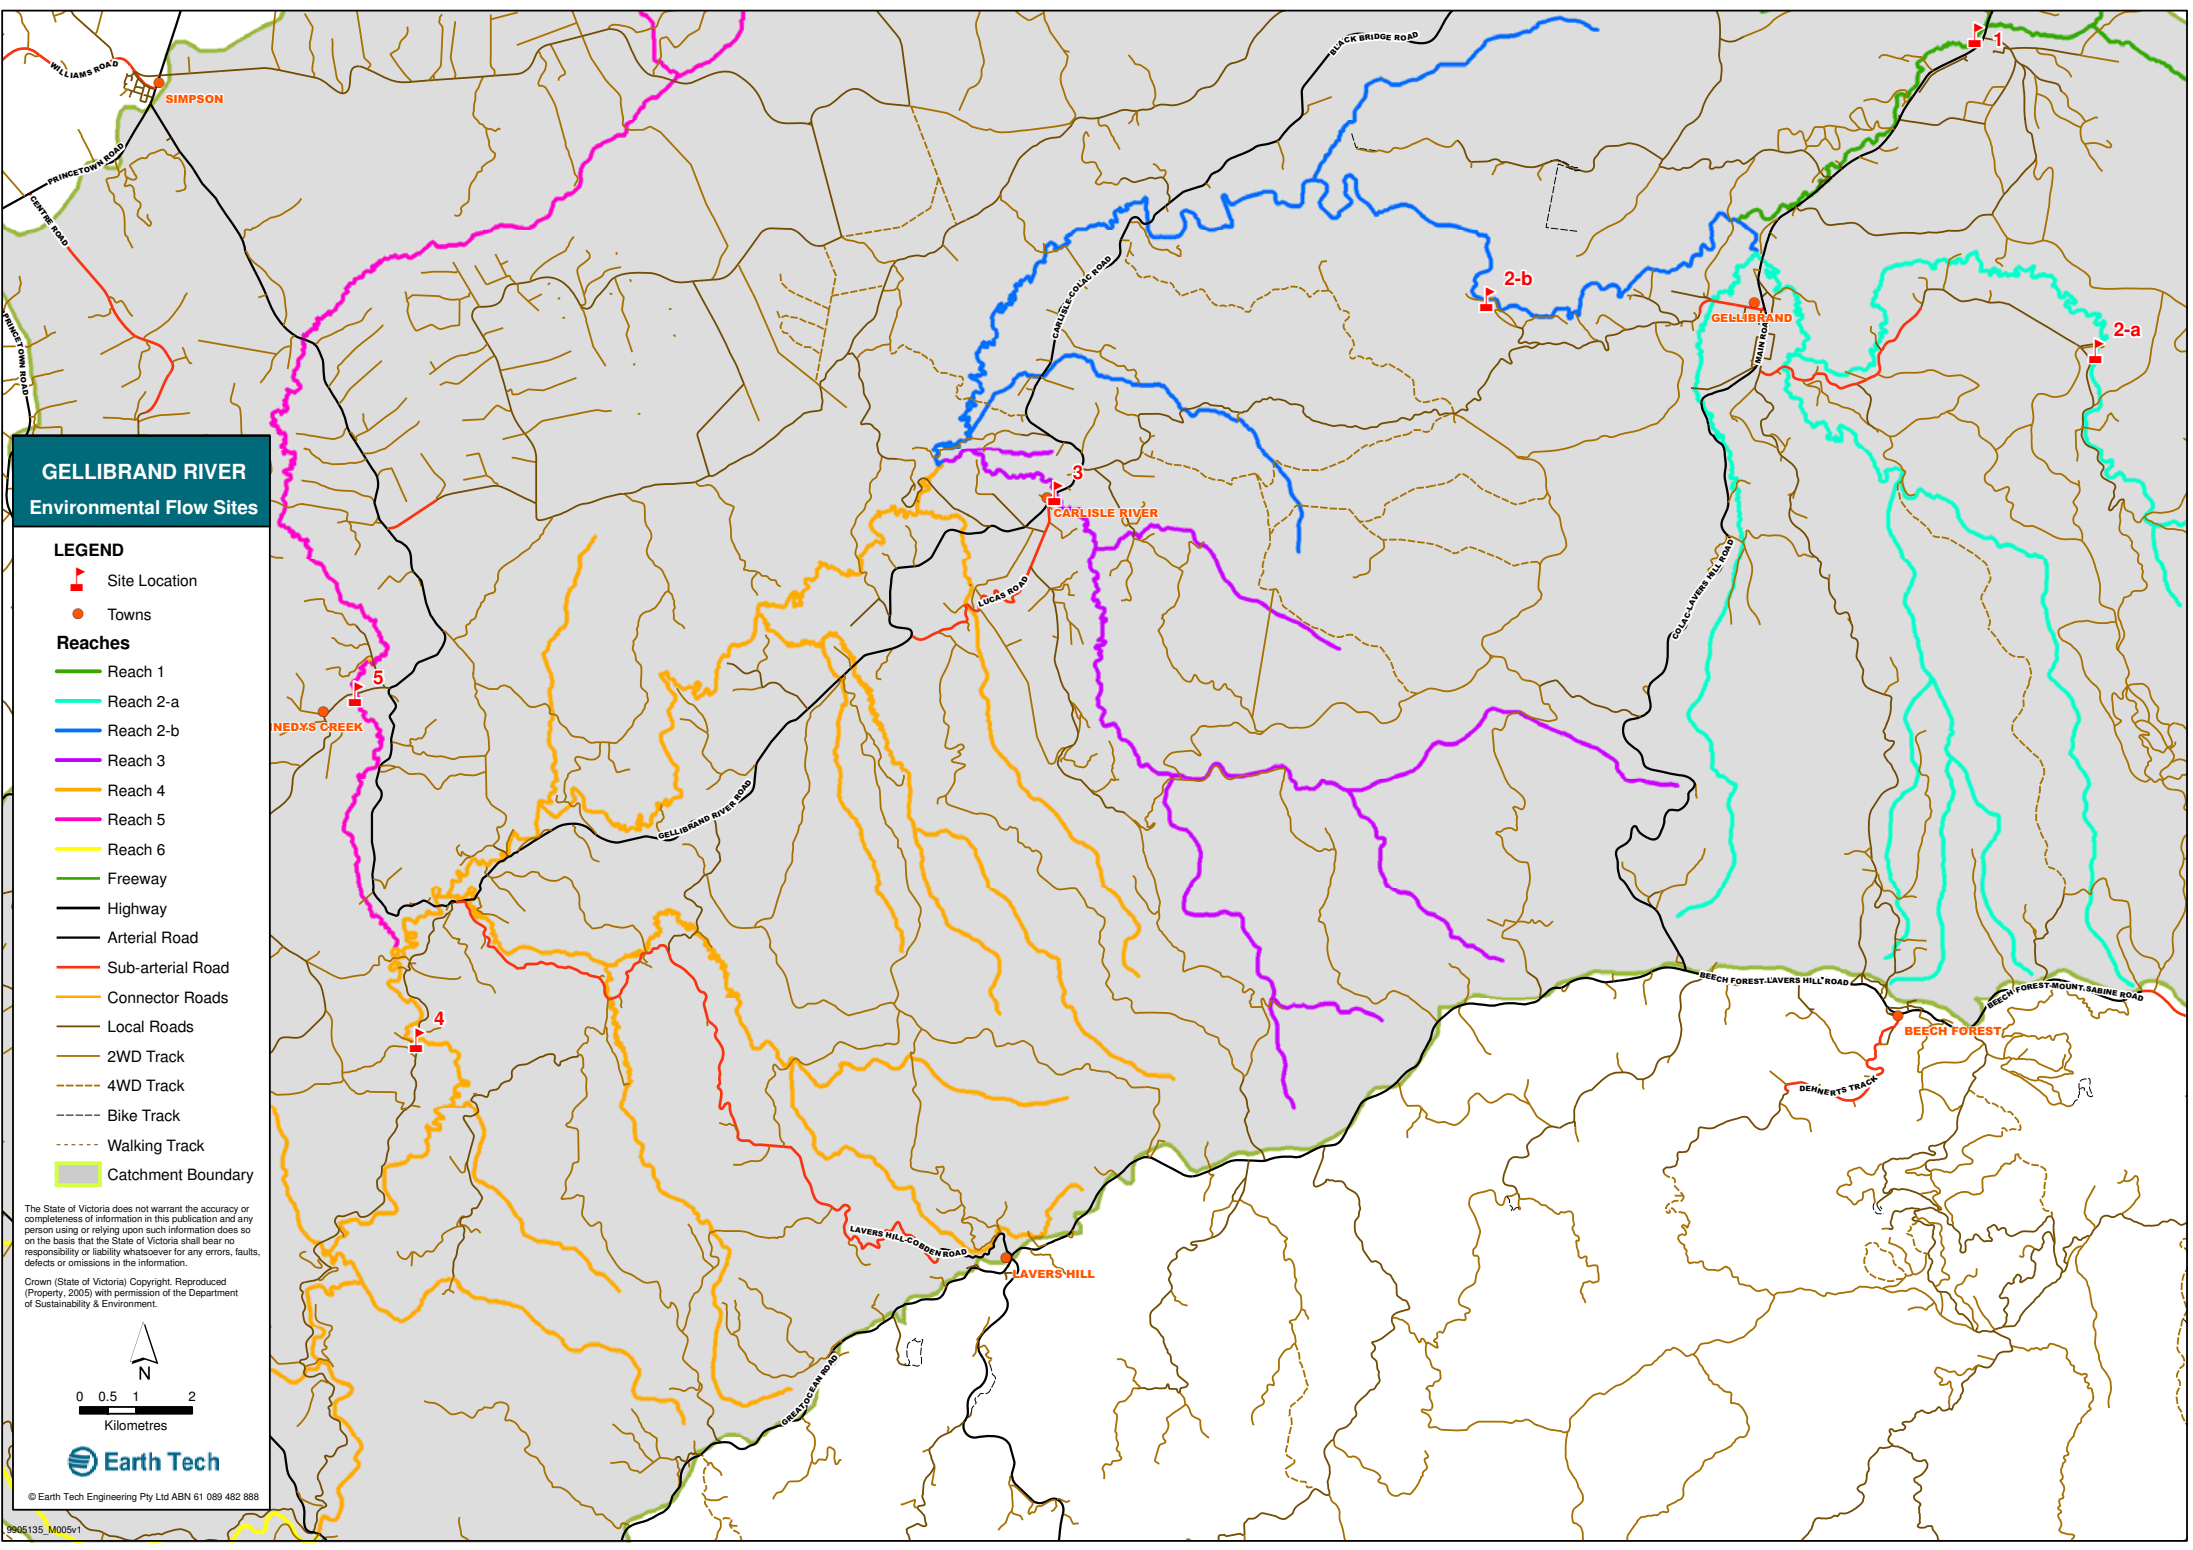 GELLIBRAND RIVER
Environmental Flow Sites
LEGEND
Site Location
Towns
Reaches
Reach 1
Reach 2-a
Reach 2-b
Reach 3
Reach 4
Reach 5
Reach 6
Freeway
Highway
Arterial Road
Sub-arterial Road
Connector Roads
Local Roads
2WD Track
4WD Track
Bike Track
Walking Track
Catchment Boundary
The State of Victoria does not warrant the accuracy or
completeness of information in this publication and any
person using or relying upon such information does so
on the basis that the State of Victoria shall bear no
responsibility or liability whatsoever for any errors, faults,
defects or omissions in the information.
Crown (State of Victoria) Copyright. Reproduced
(Property, 2005) with permission of the Department
of Sustainability & Environment.
N
0 0.5 1 2
Kilometres
Earth Tech
© Earth Tech Engineering Pty Ltd ABN 61 089 482 888
9905135_M005v1
WILLIAMS ROAD
SIMPSON
PRINCETOWN ROAD
CENTRE ROAD
PRINCETOWN ROAD
BLACK BRIDGE ROAD
1
CARLISLE-COLAC ROAD
2-b
GELLIBRAND
MAIN ROAD
2-a
3
CARLISLE RIVER
LUCAS ROAD
COLAC-LAVERS HILL ROAD
5
NEDYS CREEK
GELLIBRAND RIVER ROAD
4
BEECH FOREST-LAVERS HILL ROAD
BEECH FOREST-MOUNT SABINE ROAD
BEECH FOREST
DEHNERTS TRACK
LAVERS HILL-COBDEN ROAD
LAVERS HILL
GREAT OCEAN ROAD